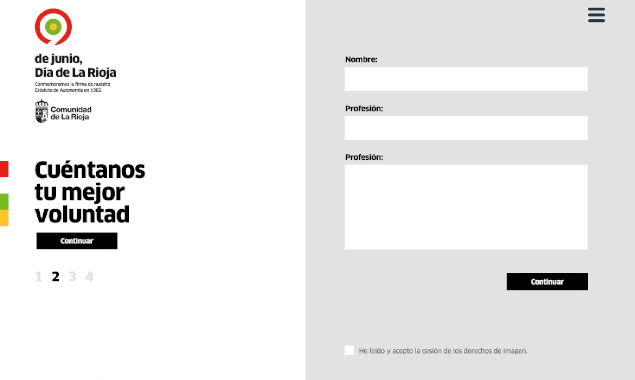 9
de junio,
Día de La Rioja
Conmemoramos la firma de nuestro
Estatuto de Autonomía en 1982
Comunidad
de La Rioja
Cuéntanos
tu mejor
voluntad
Continuar
1 2 3 4
Nombre:
Profesión:
Profesión:
Continuar
He leído y acepto la cesión de los derechos de imagen.